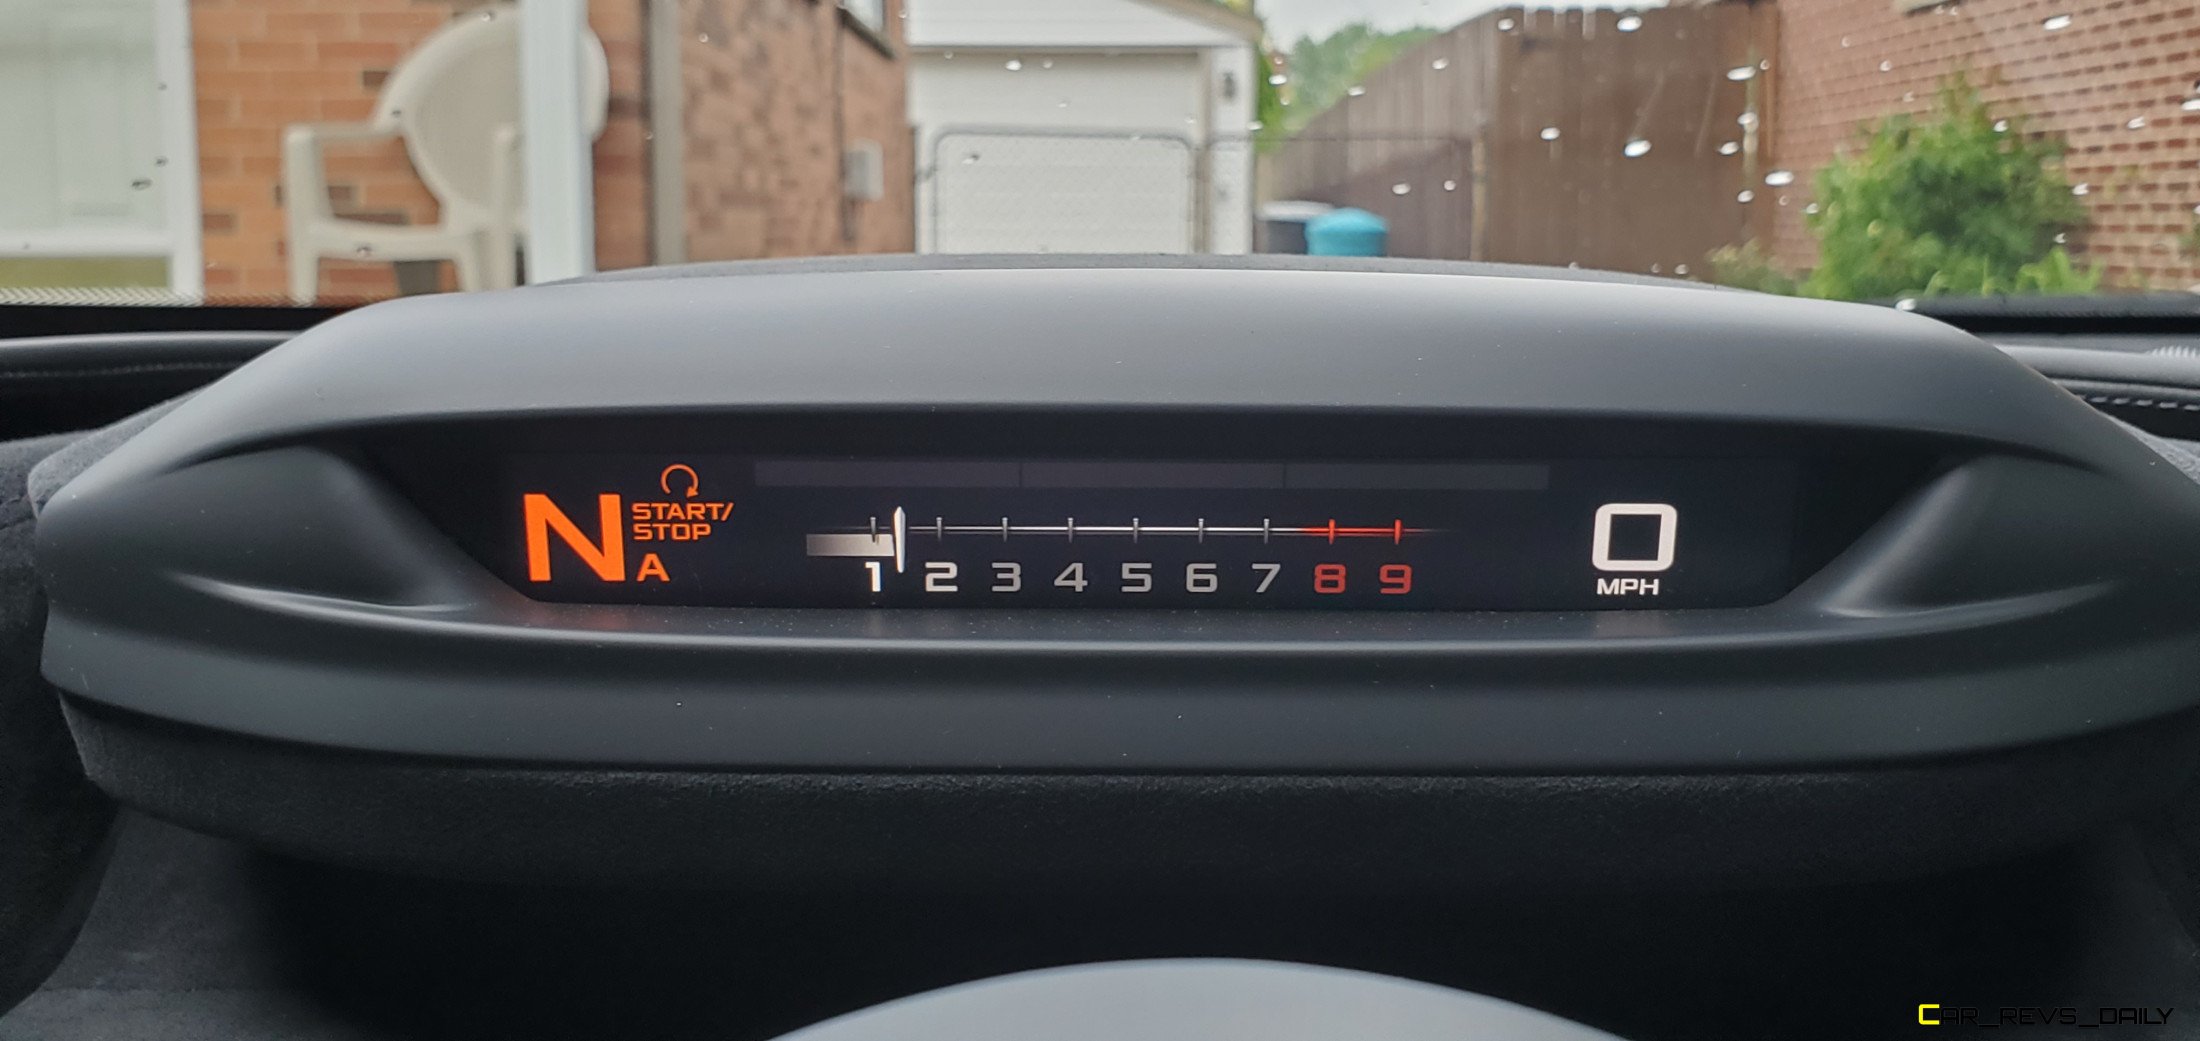 N START/
STOP
A
1 2 3 4 5 6 7 8 9
0
MPH
CAR_REVS_DAILY